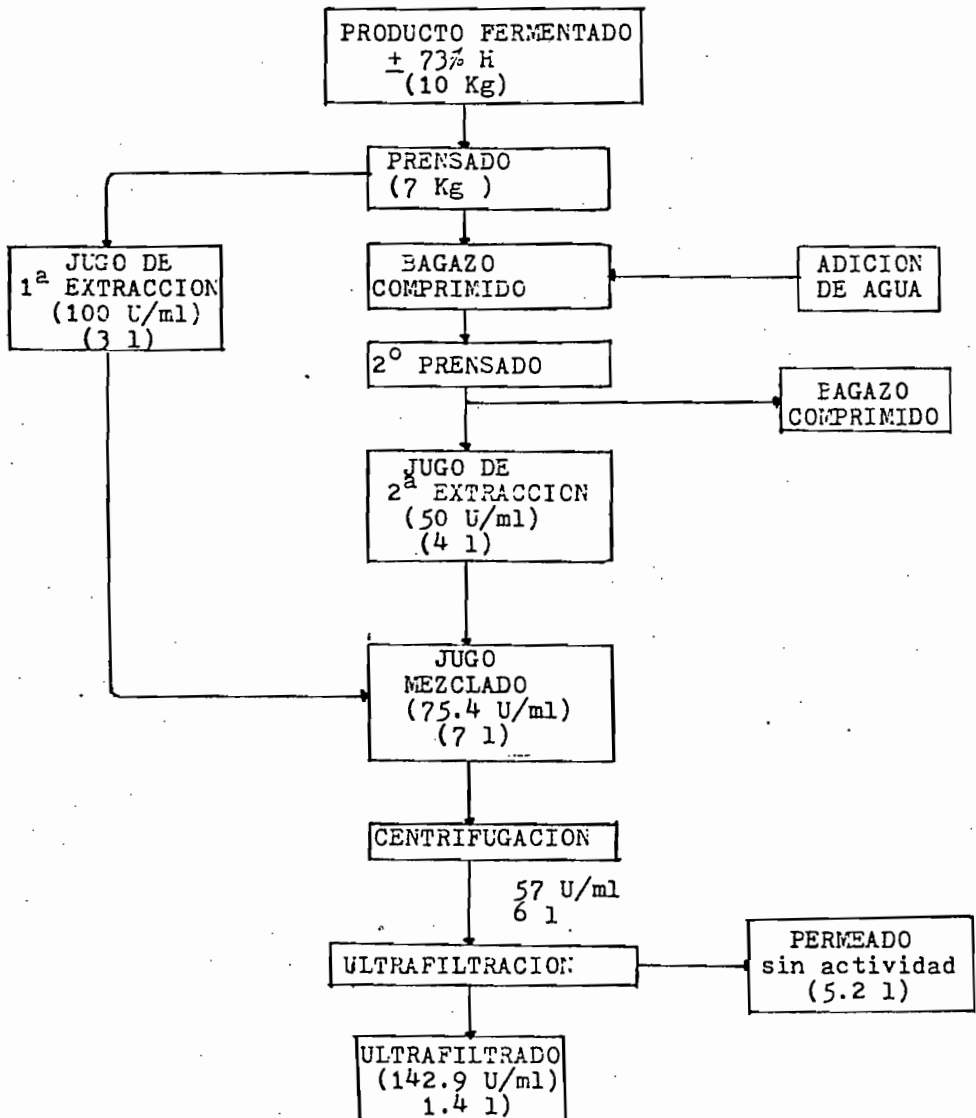 PRODUCTO FERMENTADO
± 73% H
(10 Kg)
PRENSADO
(7 Kg )
JUGO DE
1ª EXTRACCION
(100 U/ml)
(3 l)
BAGAZO
COMPRIMIDO
ADICION
DE AGUA
2º PRENSADO
BAGAZO
COMPRIMIDO
JUGO DE
2ª EXTRACCION
(50 U/ml)
(4 l)
JUGO
MEZCLADO
(75.4 U/ml)
(7 l)
CENTRIFUGACION
57 U/ml
6 l
ULTRAFILTRACION
PERMEADO
sin actividad
(5.2 l)
ULTRAFILTRADO
(142.9 U/ml)
1.4 l)